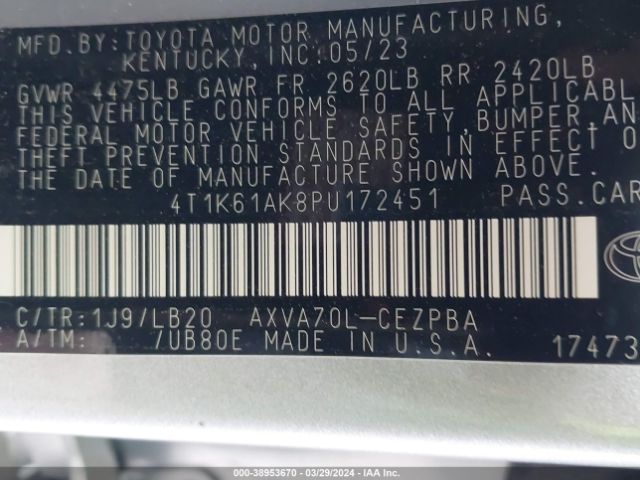 MFD. BY: TOYOTA MOTOR MANUFACTURING,
KENTUCKY, INC. 05/23
GVWR 4475LB GAWR FR 2620LB RR 2420LB
THIS VEHICLE CONFORMS TO ALL APPLICABL
FEDERAL MOTOR VEHICLE SAFETY, BUMPER AN
THEFT PREVENTION STANDARDS IN EFFECT O
THE DATE OF MANUFACTURE SHOWN ABOVE.
4T1K61AK8PU172451 PASS. CAR
C/TR: 1J9/LB20 AXVA70L-CEZPBA
A/TM: /UB80E MADE IN U.S.A. 17473
000-38953670 - 03/29/2024 - IAA Inc.